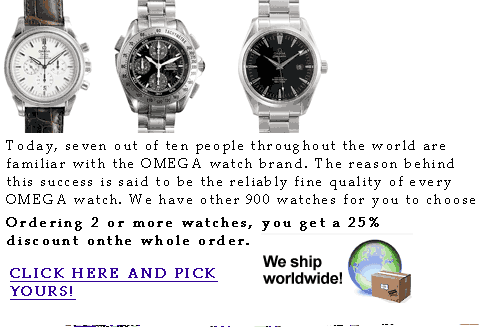 Today, seven out of ten people throughout the world are
familiar with the OMEGA watch brand. The reason behind
this success is said to be the reliably fine quality of every
OMEGA watch. We have other 900 watches for you to choose
Ordering 2 or more watches, you get a 25%
discount onthe whole order.
We ship
worldwide!
CLICK HERE AND PICK
YOURS!